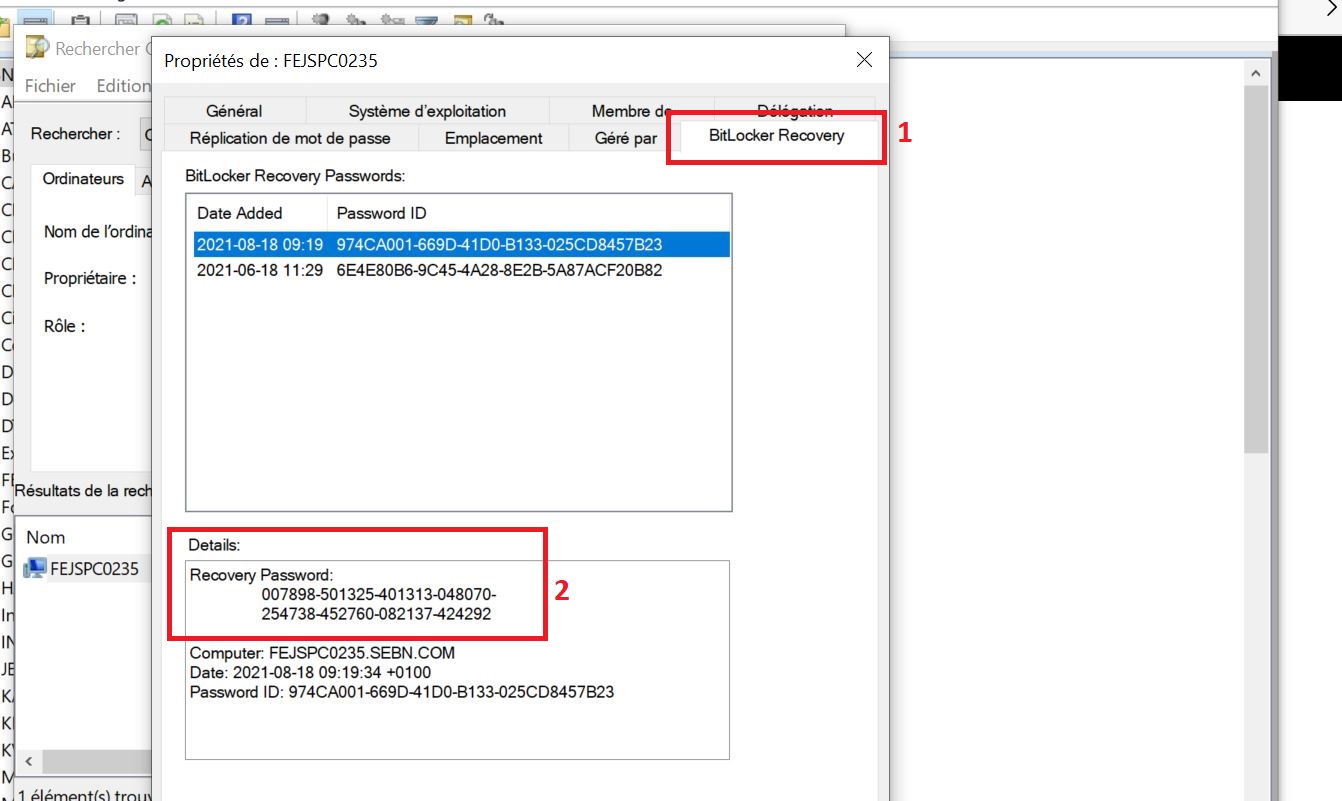 Rechercher
Propriétés de : FEJSPC0235
Fichier Edition
Général Système d'exploitation Membre de Délégation
Rechercher :
Réplication de mot de passe Emplacement Géré par BitLocker Recovery 1
Ordinateurs
BitLocker Recovery Passwords:
Date Added Password ID
Nom de l'ordina
2021-08-18 09:19 974CA001-669D-41D0-B133-025CD8457B23
2021-06-18 11:29 6E4E80B6-9C45-4A28-8E2B-5A87ACF20B82
Propriétaire :
Rôle :
Résultats de la rech
Nom
FEJSPC0235
Details:
Recovery Password:
007898-501325-401313-048070-
254738-452760-082137-424292
2
Computer: FEJSPC0235.SEBN.COM
Date: 2021-08-18 09:19:34 +0100
Password ID: 974CA001-669D-41D0-B133-025CD8457B23
1 élément(s) trouv